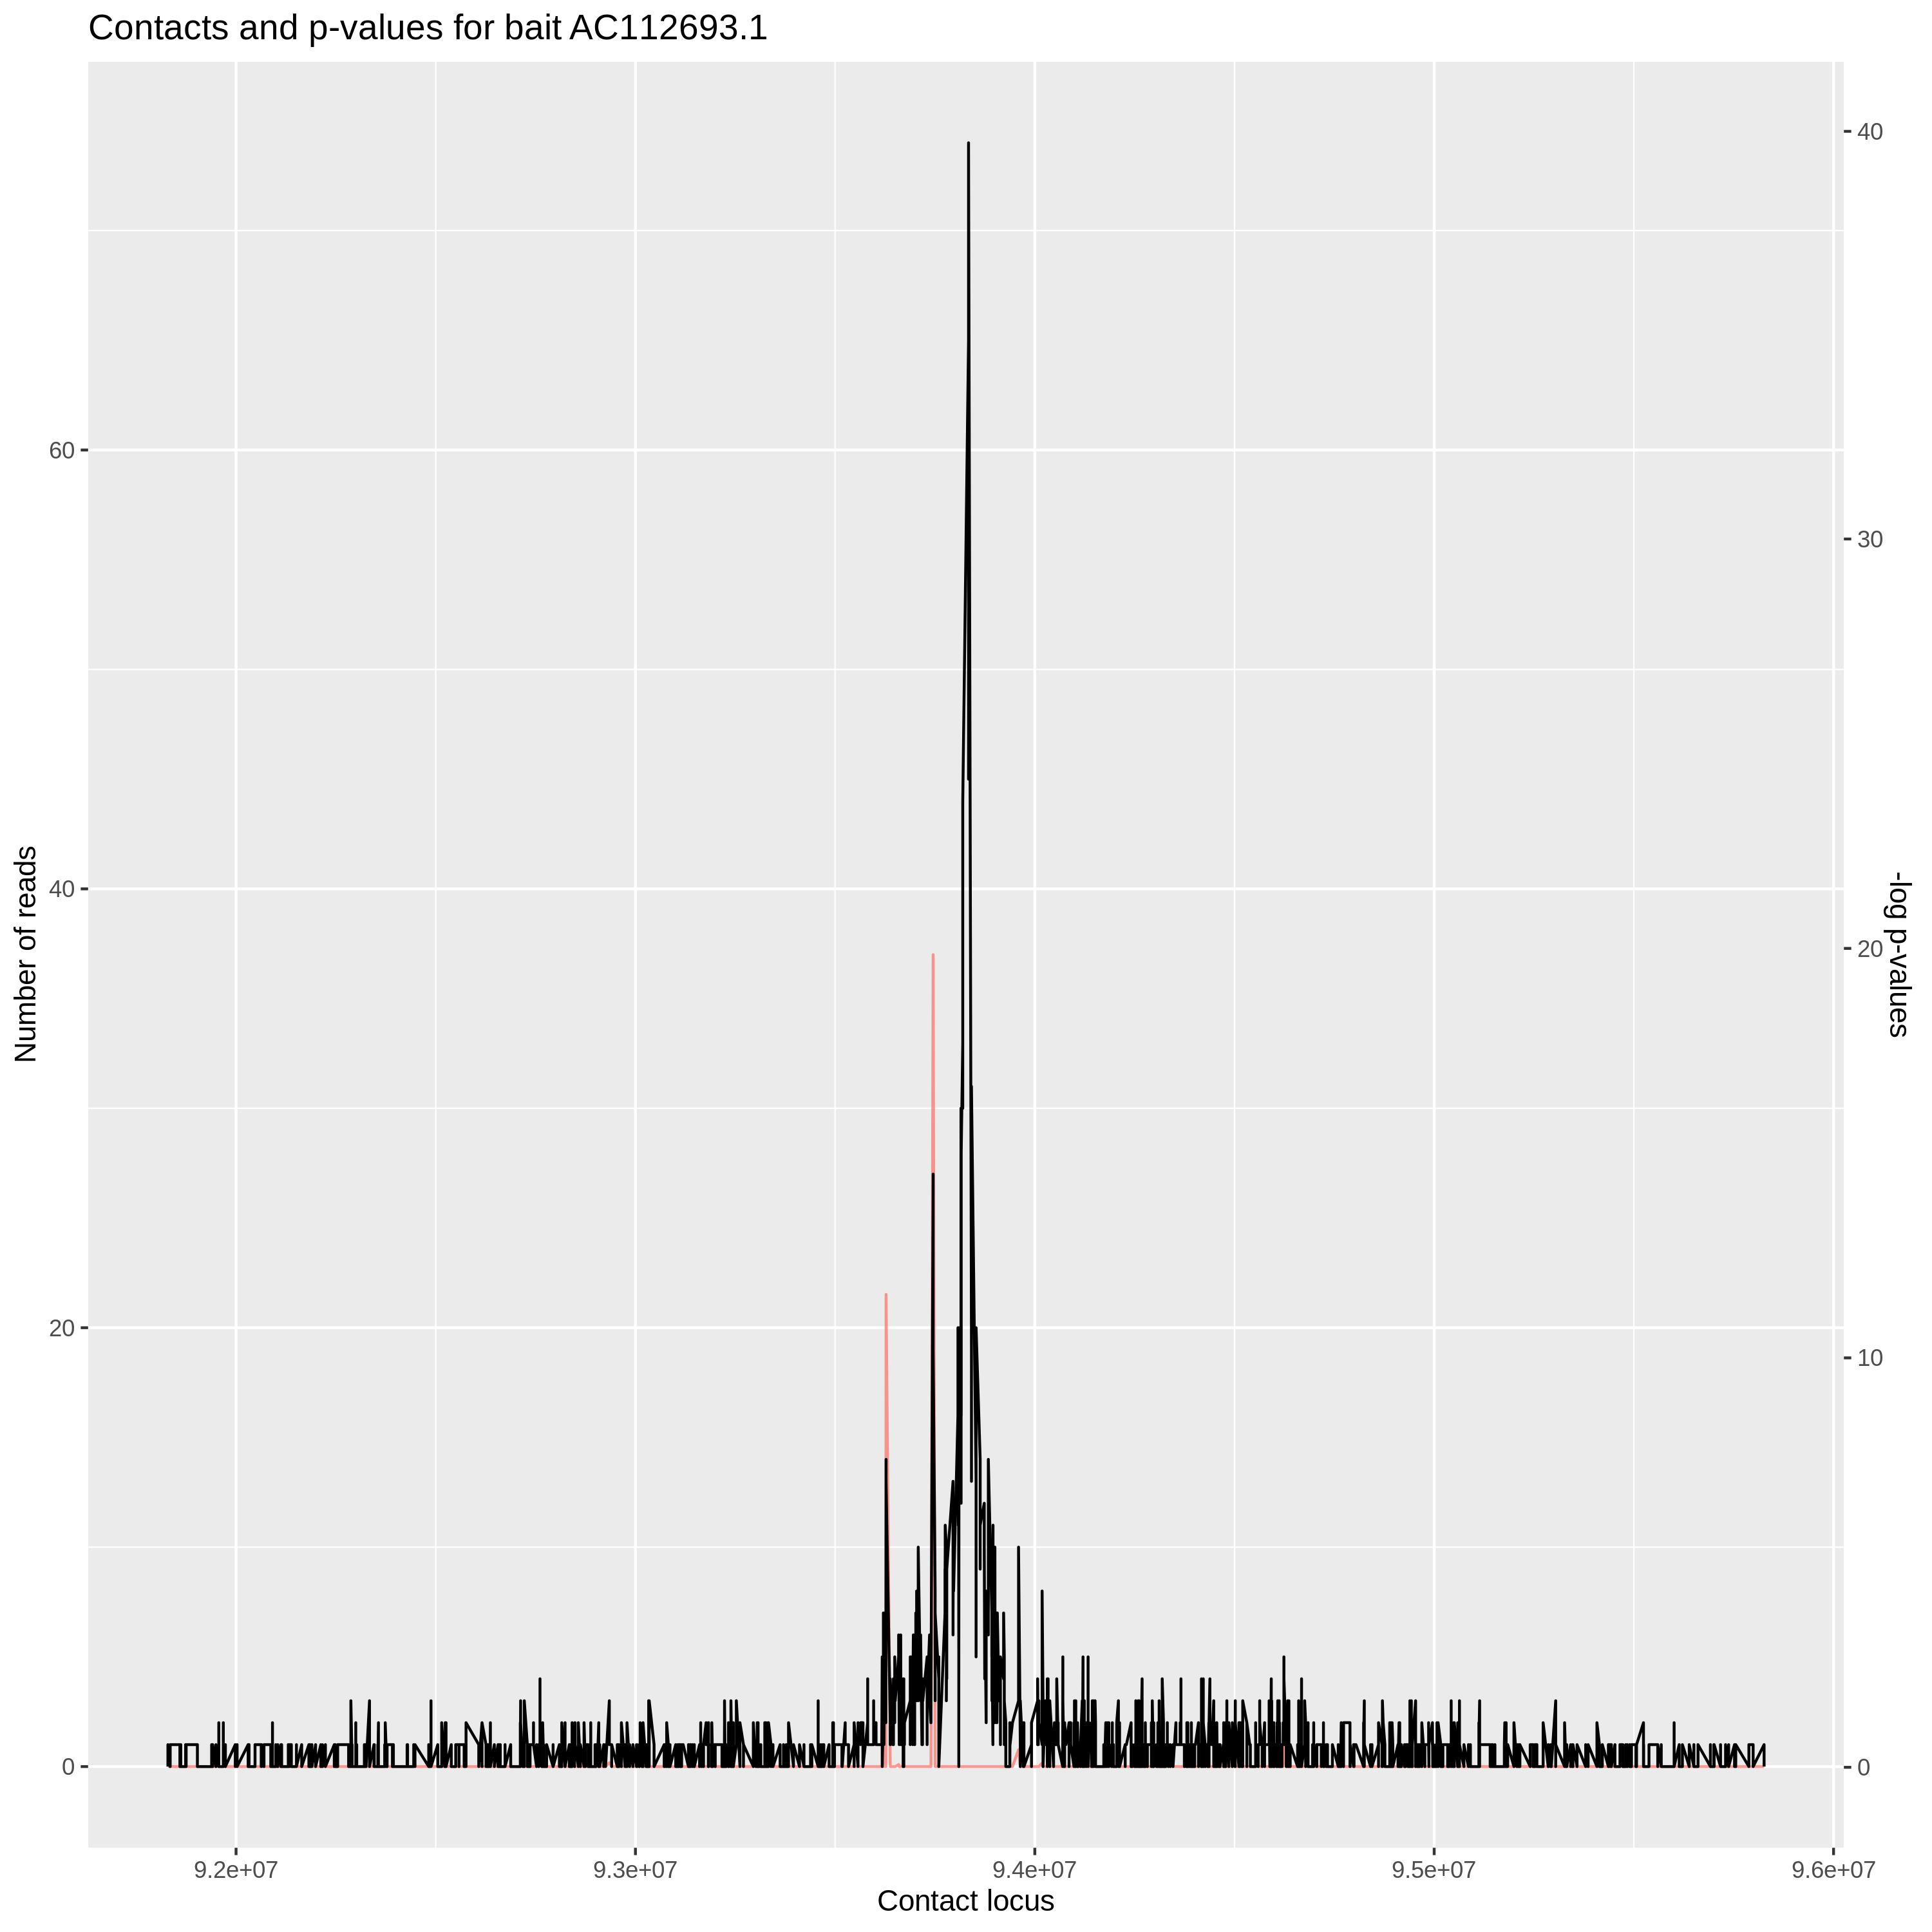 Contacts and p-values for bait AC112693.1
Number of reads
60
40
20
0
40
30
20
10
0
-log p-values
9.2e+07
9.3e+07
9.4e+07
9.5e+07
9.6e+07
Contact locus